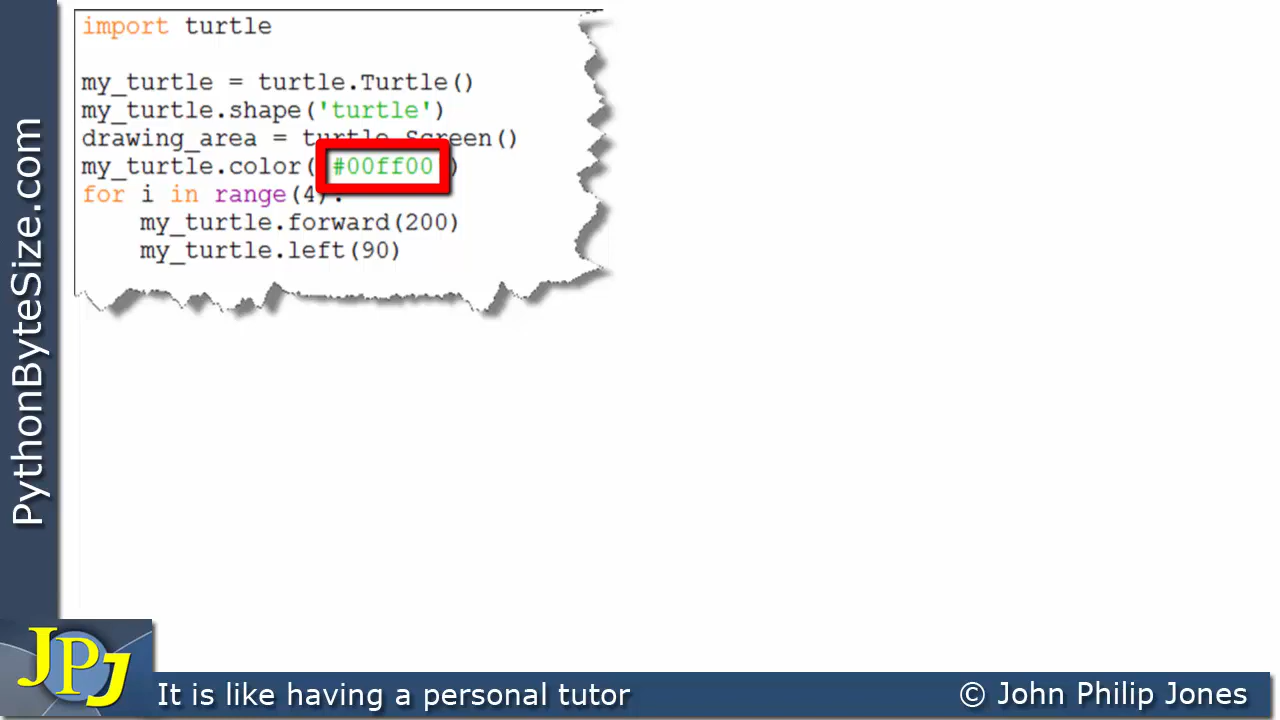 import turtle
my_turtle = turtle.Turtle()
my_turtle.shape('turtle')
drawing_area = turtle.Screen()
my_turtle.color( #00ff00 )
for i in range(4):
my_turtle.forward(200)
my_turtle.left(90)
PythonByteSize.com
JPJ
It is like having a personal tutor
© John Philip Jones